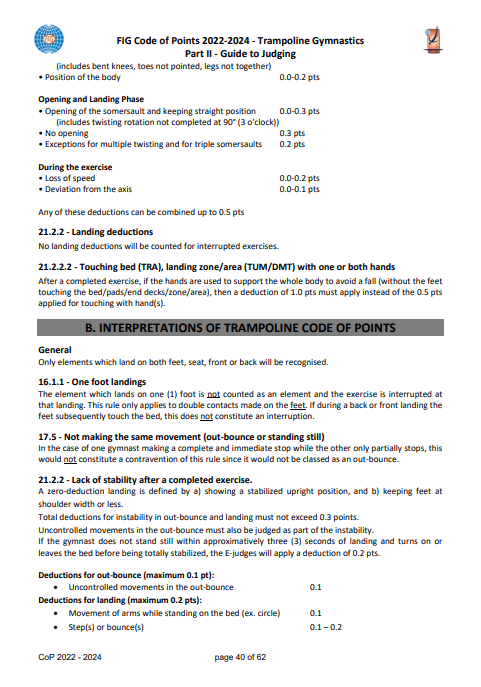 FIG Code of Points 2022-2024 - Trampoline Gymnastics
Part II - Guide to Judging
(includes bent knees, toes not pointed, legs not together)
• Position of the body 0.0-0.2 pts
Opening and Landing Phase
• Opening of the somersault and keeping straight position 0.0-0.3 pts
(includes twisting rotation not completed at 90° (3 o'clock))
• No opening 0.3 pts
• Exceptions for multiple twisting and for triple somersaults 0.2 pts
During the exercise
• Loss of speed 0.0-0.2 pts
• Deviation from the axis 0.0-0.1 pts
Any of these deductions can be combined up to 0.5 pts
21.2.2 - Landing deductions
No landing deductions will be counted for interrupted exercises.
21.2.2.2 - Touching bed (TRA), landing zone/area (TUM/DMT) with one or both hands
After a completed exercise, if the hands are used to support the whole body to avoid a fall (without the feet
touching the bed/pads/end decks/zone/area), then a deduction of 1.0 pts must apply instead of the 0.5 pts
applied for touching with hand(s).
B. INTERPRETATIONS OF TRAMPOLINE CODE OF POINTS
General
Only elements which land on both feet, seat, front or back will be recognised.
16.1.1 - One foot landings
The element which lands on one (1) foot is not counted as an element and the exercise is interrupted at
that landing. This rule only applies to double contacts made on the feet. If during a back or front landing the
feet subsequently touch the bed, this does not constitute an interruption.
17.5 - Not making the same movement (out-bounce or standing still)
In the case of one gymnast making a complete and immediate stop while the other only partially stops, this
would not constitute a contravention of this rule since it would not be classed as an out-bounce.
21.2.2 - Lack of stability after a completed exercise.
A zero-deduction landing is defined by a) showing a stabilized upright position, and b) keeping feet at
shoulder width or less.
Total deductions for instability in out-bounce and landing must not exceed 0.3 points.
Uncontrolled movements in the out-bounce must also be judged as part of the instability.
If the gymnast does not stand still within approximatively three (3) seconds of landing and turns on or
leaves the bed before being totally stabilized, the E-judges will apply a deduction of 0.2 pts.
Deductions for out-bounce (maximum 0.1 pt):
• Uncontrolled movements in the out-bounce 0.1
Deductions for landing (maximum 0.2 pts):
• Movement of arms while standing on the bed (ex. circle) 0.1
• Step(s) or bounce(s) 0.1 – 0.2
CoP 2022 - 2024 page 40 of 62